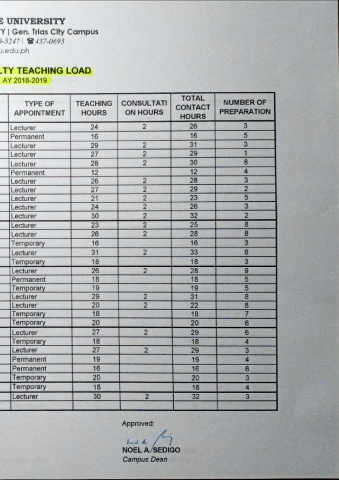 E UNIVERSITY
TY | Gen. Trias City Campus
9-5247 | ☎ 437-0693
u.edu.ph
LTY TEACHING LOAD
, AY 2018-2019
TYPE OF APPOINTMENT TEACHING HOURS CONSULTATI ON HOURS TOTAL CONTACT HOURS NUMBER OF PREPARATION
Lecturer 24 2 26 3
Permanent 16 16 5
Lecturer 29 2 31 3
Lecturer 27 2 29 1
Lecturer 28 2 30 8
Permanent 12 12 4
Lecturer 26 2 28 3
Lecturer 27 2 29 2
Lecturer 21 2 23 5
Lecturer 24 2 26 3
Lecturer 30 2 32 2
Lecturer 23 2 25 8
Lecturer 26 2 28 8
Temporary 16 16 3
Lecturer 31 2 33 8
Temporary 18 18 3
Lecturer 26 2 28 9
Permanent 18 18 5
Temporary 19 19 5
Lecturer 29 2 31 8
Lecturer 20 2 22 8
Temporary 18 18 7
Temporary 20 20 6
Lecturer 27 2 29 6
Temporary 18 18 4
Lecturer 27 2 29 3
Permanent 19 19 4
Permanent 16 16 6
Temporary 20 20 3
Temporary 18 18 4
Lecturer 30 2 32 3
Approved:
NOEL A. SEDIGO
Campus Dean